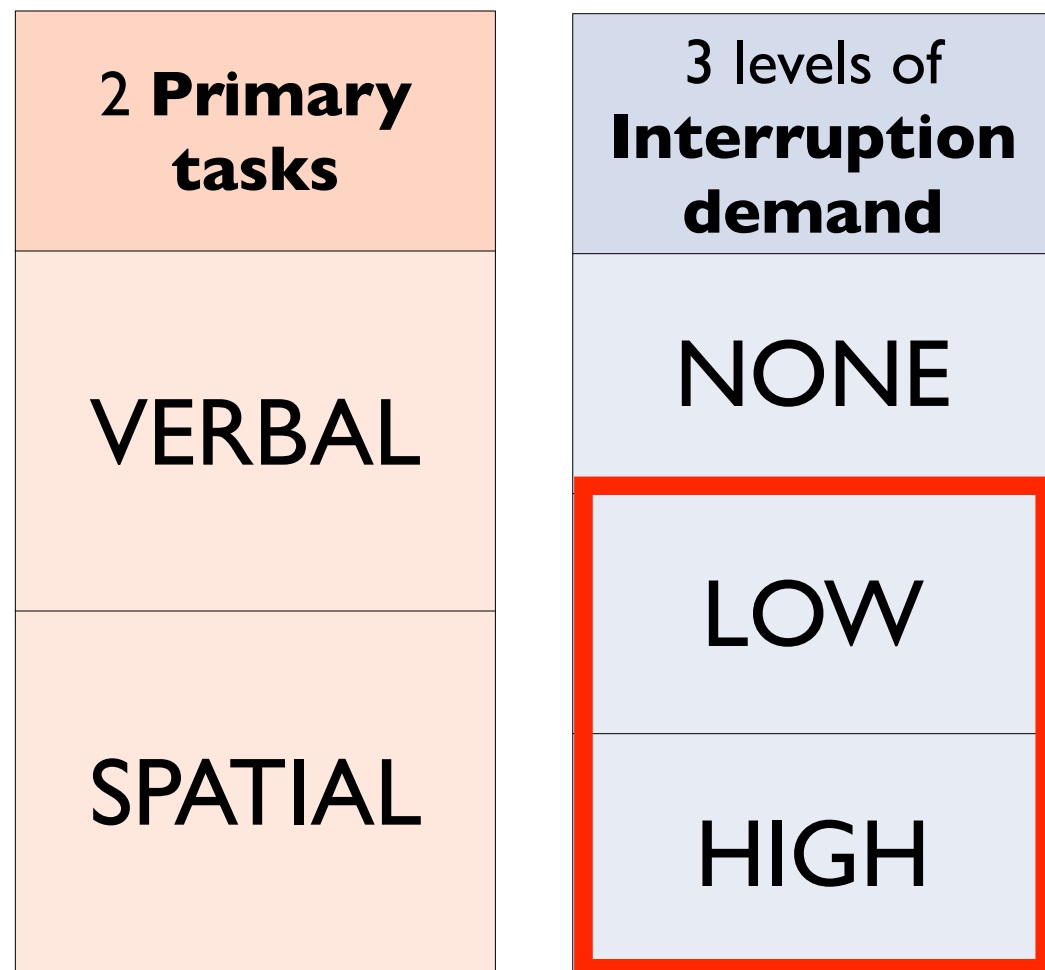 2 Primary
tasks
VERBAL
SPATIAL
3 levels of
Interruption
demand
NONE
LOW
HIGH